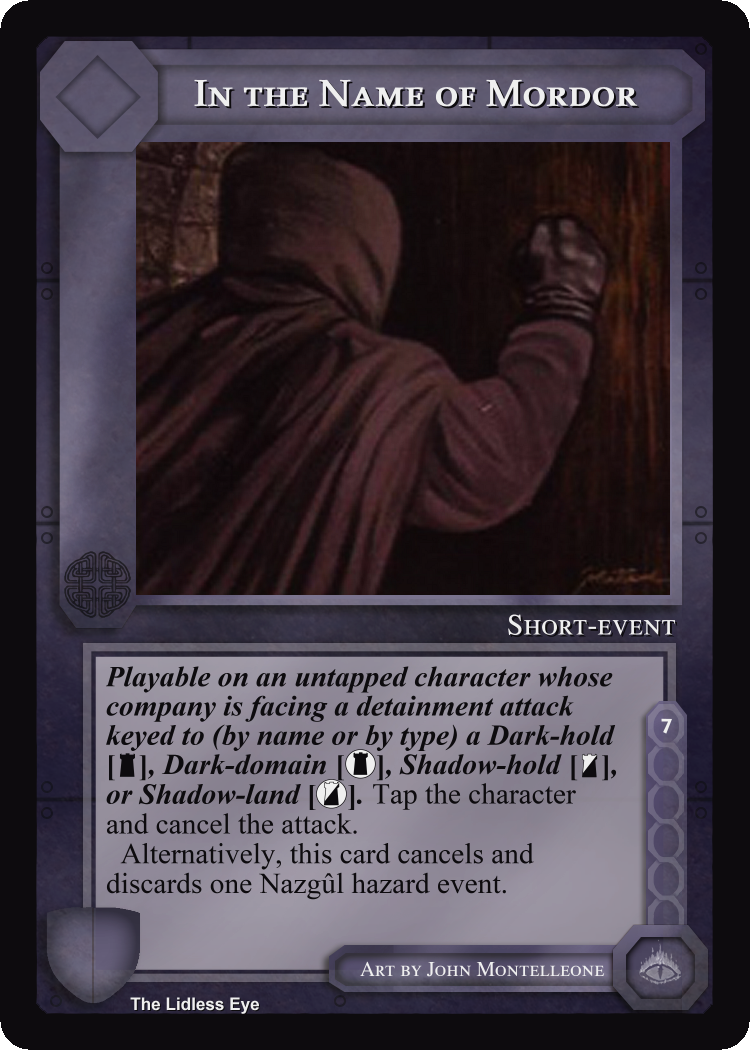 In the Name of Mordor
Short-event
Playable on an untapped character whose
company is facing a detainment attack
keyed to (by name or by type) a Dark-hold
[], Dark-domain [], Shadow-hold [],
or Shadow-land []. Tap the character
and cancel the attack.
Alternatively, this card cancels and
discards one Nazgûl hazard event.
7
Art by John Montelleone
The Lidless Eye